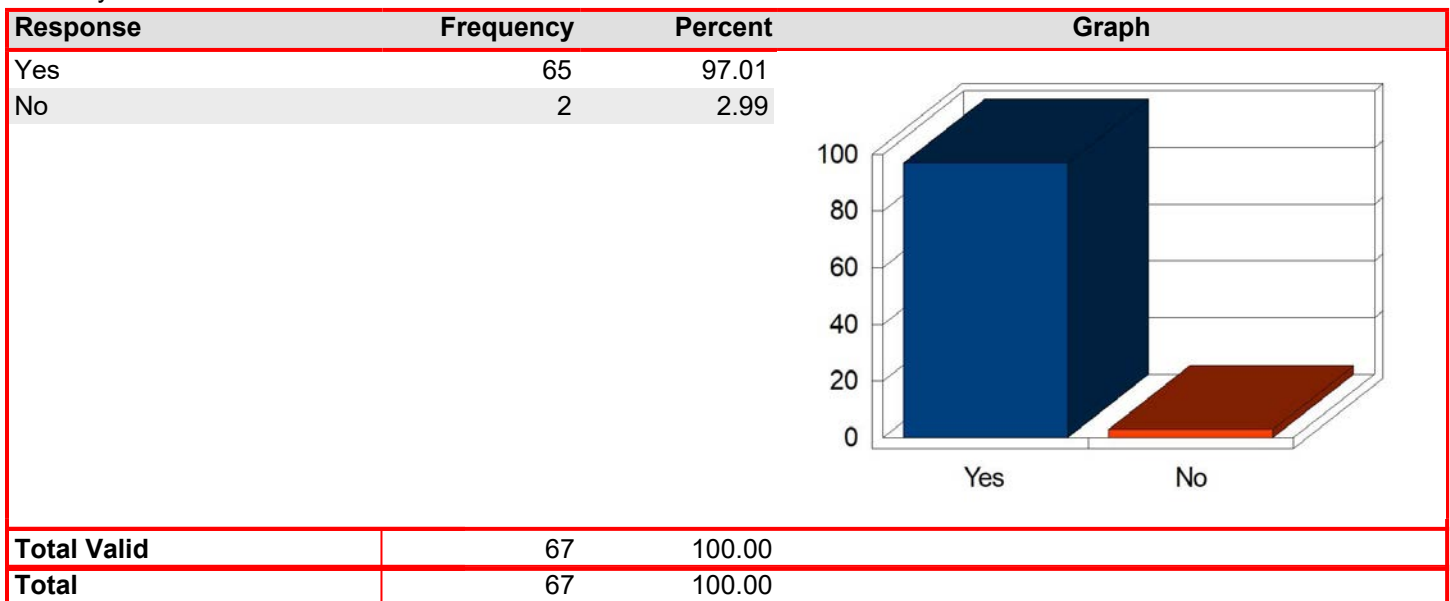 Response Frequency Percent Graph
Yes 65 97.01
No 2 2.99
100
80
60
40
20
0
Yes No
Total Valid 67 100.00
Total 67 100.00